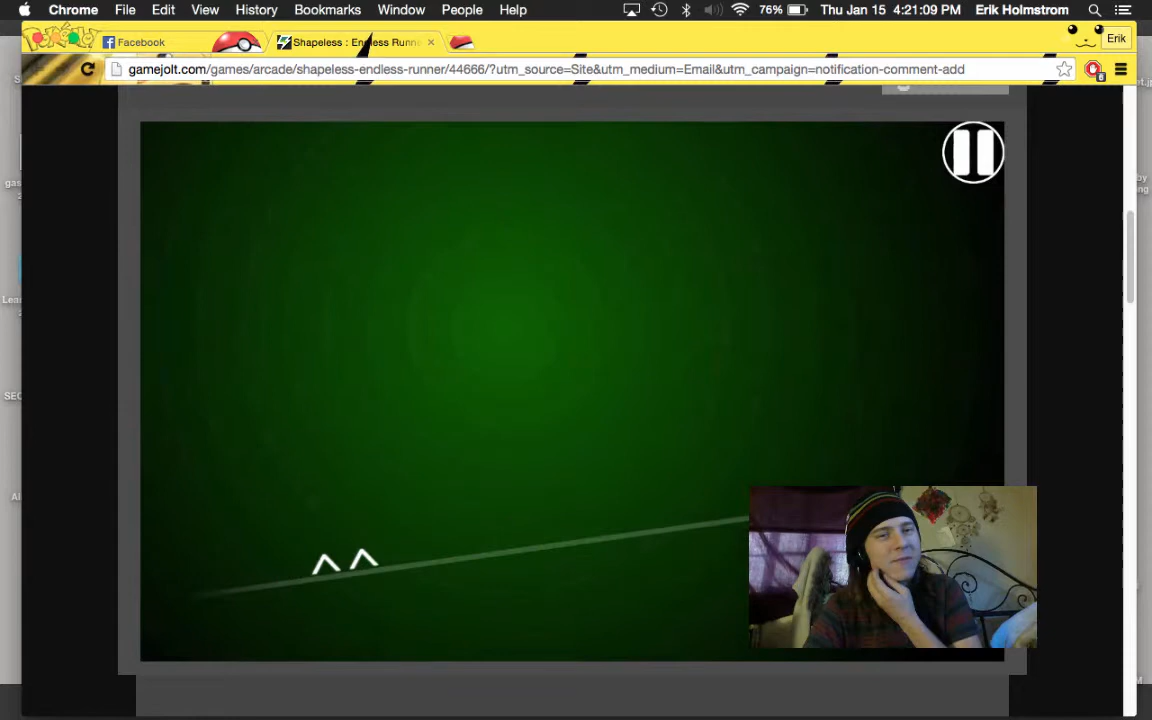 Chrome File Edit View History Bookmarks Window People Help 76% Thu Jan 15 4:21:09 PM Erik Holmstrom
Facebook Shapeless : Endless Runne Erik
gamejolt.com/games/arcade/shapeless-endless-runner/44666/?utm_source=Site&utm_medium=Email&utm_campaign=notification-comment-add